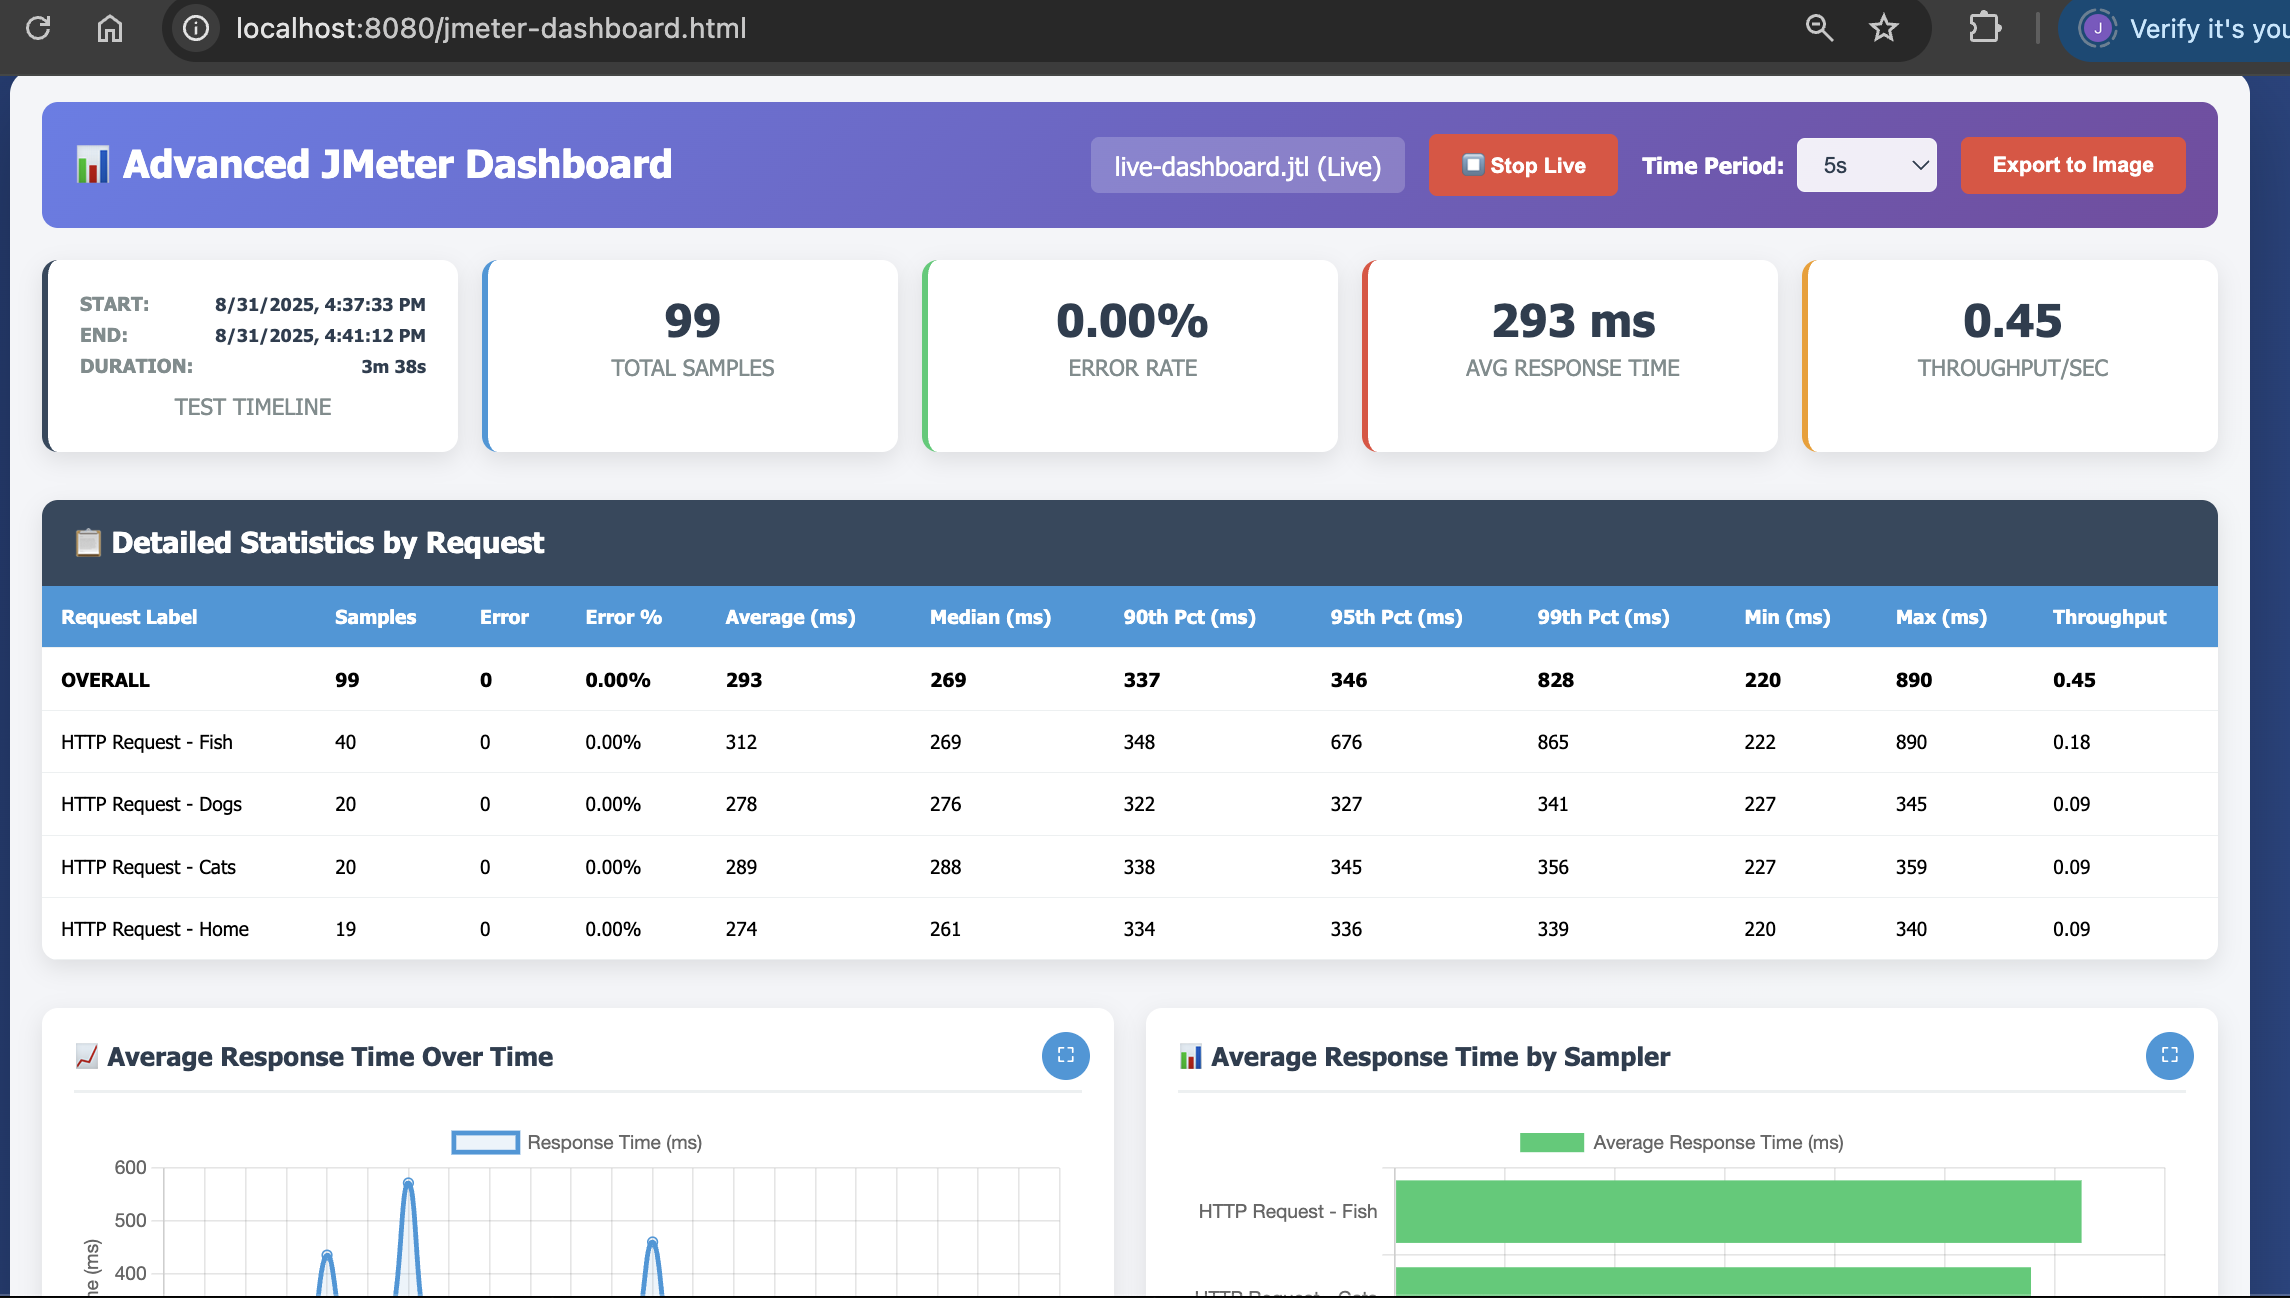 localhost:8080/jmeter-dashboard.html
J
Verify it's you
Advanced JMeter Dashboard
live-dashboard.jtl (Live)
Stop Live
Time Period:
5s
Export to Image
START: 8/31/2025, 4:37:33 PM
END: 8/31/2025, 4:41:12 PM
DURATION: 3m 38s
TEST TIMELINE
99
TOTAL SAMPLES
0.00%
ERROR RATE
293 ms
AVG RESPONSE TIME
0.45
THROUGHPUT/SEC
Detailed Statistics by Request
Request Label Samples Error Error % Average (ms) Median (ms) 90th Pct (ms) 95th Pct (ms) 99th Pct (ms) Min (ms) Max (ms) Throughput
OVERALL 99 0 0.00% 293 269 337 346 828 220 890 0.45
HTTP Request - Fish 40 0 0.00% 312 269 348 676 865 222 890 0.18
HTTP Request - Dogs 20 0 0.00% 278 276 322 327 341 227 345 0.09
HTTP Request - Cats 20 0 0.00% 289 288 338 345 356 227 359 0.09
HTTP Request - Home 19 0 0.00% 274 261 334 336 339 220 340 0.09
Average Response Time Over Time
Response Time (ms)
600
500
400
me (ms)
Average Response Time by Sampler
Average Response Time (ms)
HTTP Request - Fish
HTTP Request - Cats